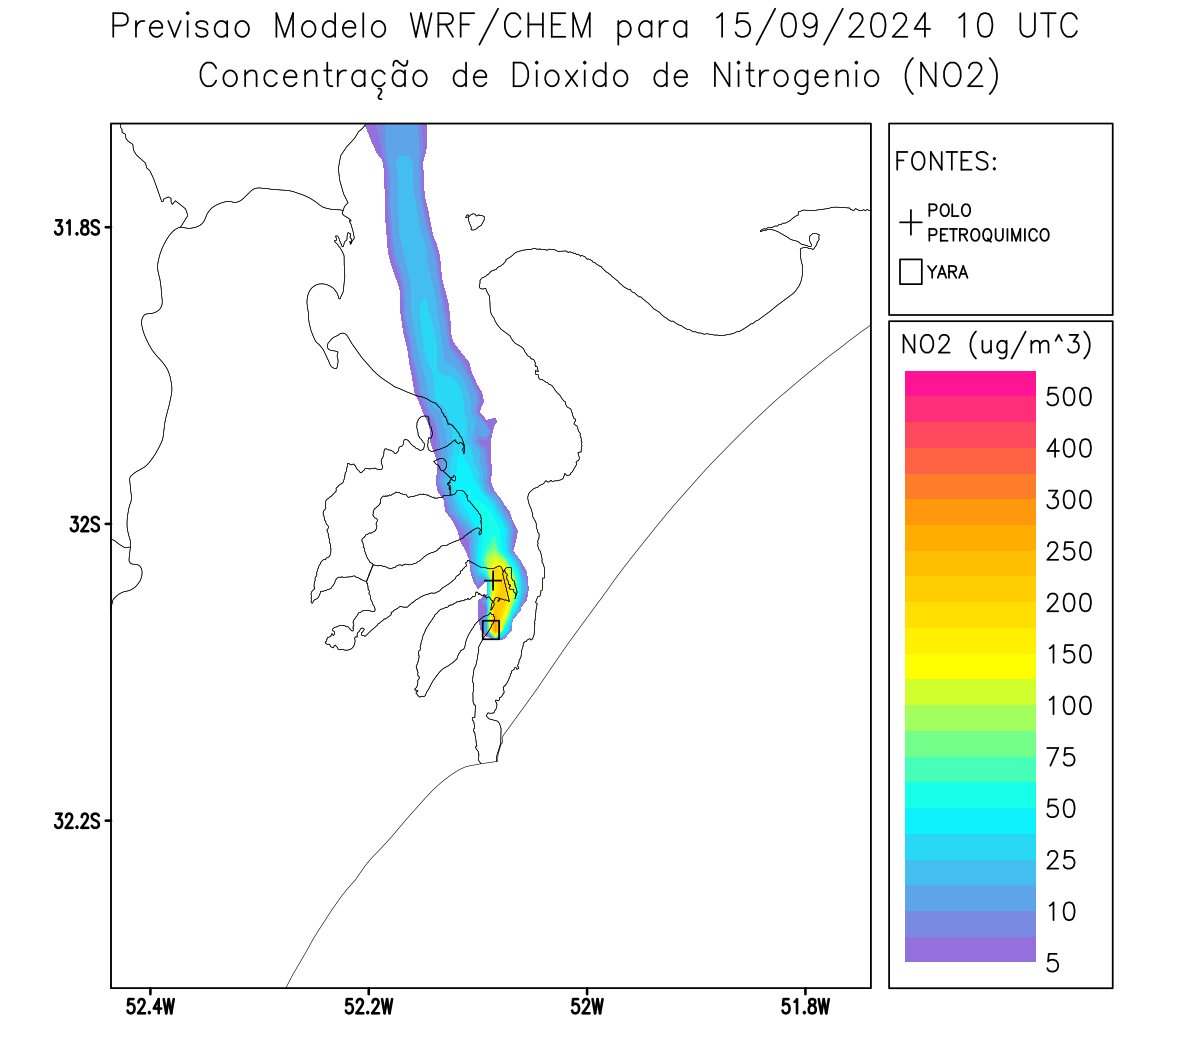 Previsao Modelo WRF/CHEM para 15/09/2024 10 UTC
Concentração de Dioxido de Nitrogenio (NO2)
FONTES:
POLO
PETROQUIMICO
YARA
NO2 (ug/m^3)
500
400
300
250
200
150
100
75
50
25
10
5
31.8S
32S
32.2S
52.4W
52.2W
52W
51.8W